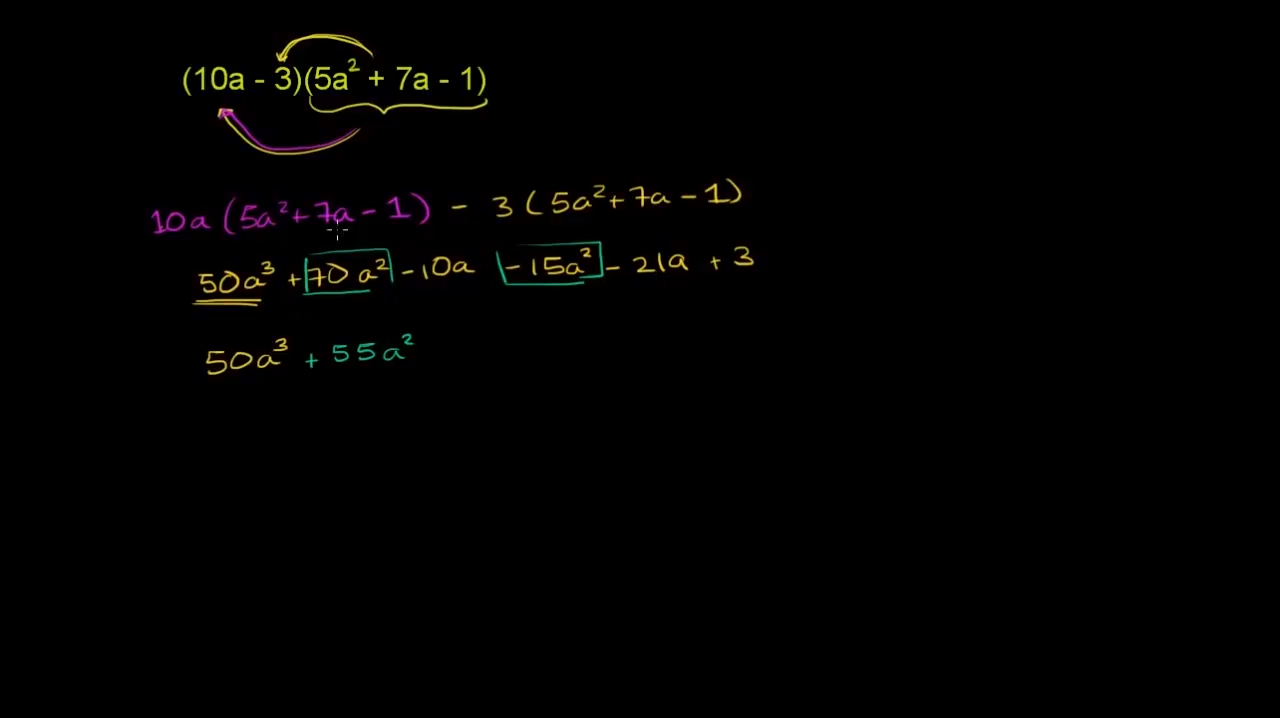 (10a - 3)(5a² + 7a - 1)
10a (5a² + 7a - 1) - 3 (5a² + 7a - 1)
50a³ + 70a² - 10a - 15a² - 21a + 3
50a³ + 55a²